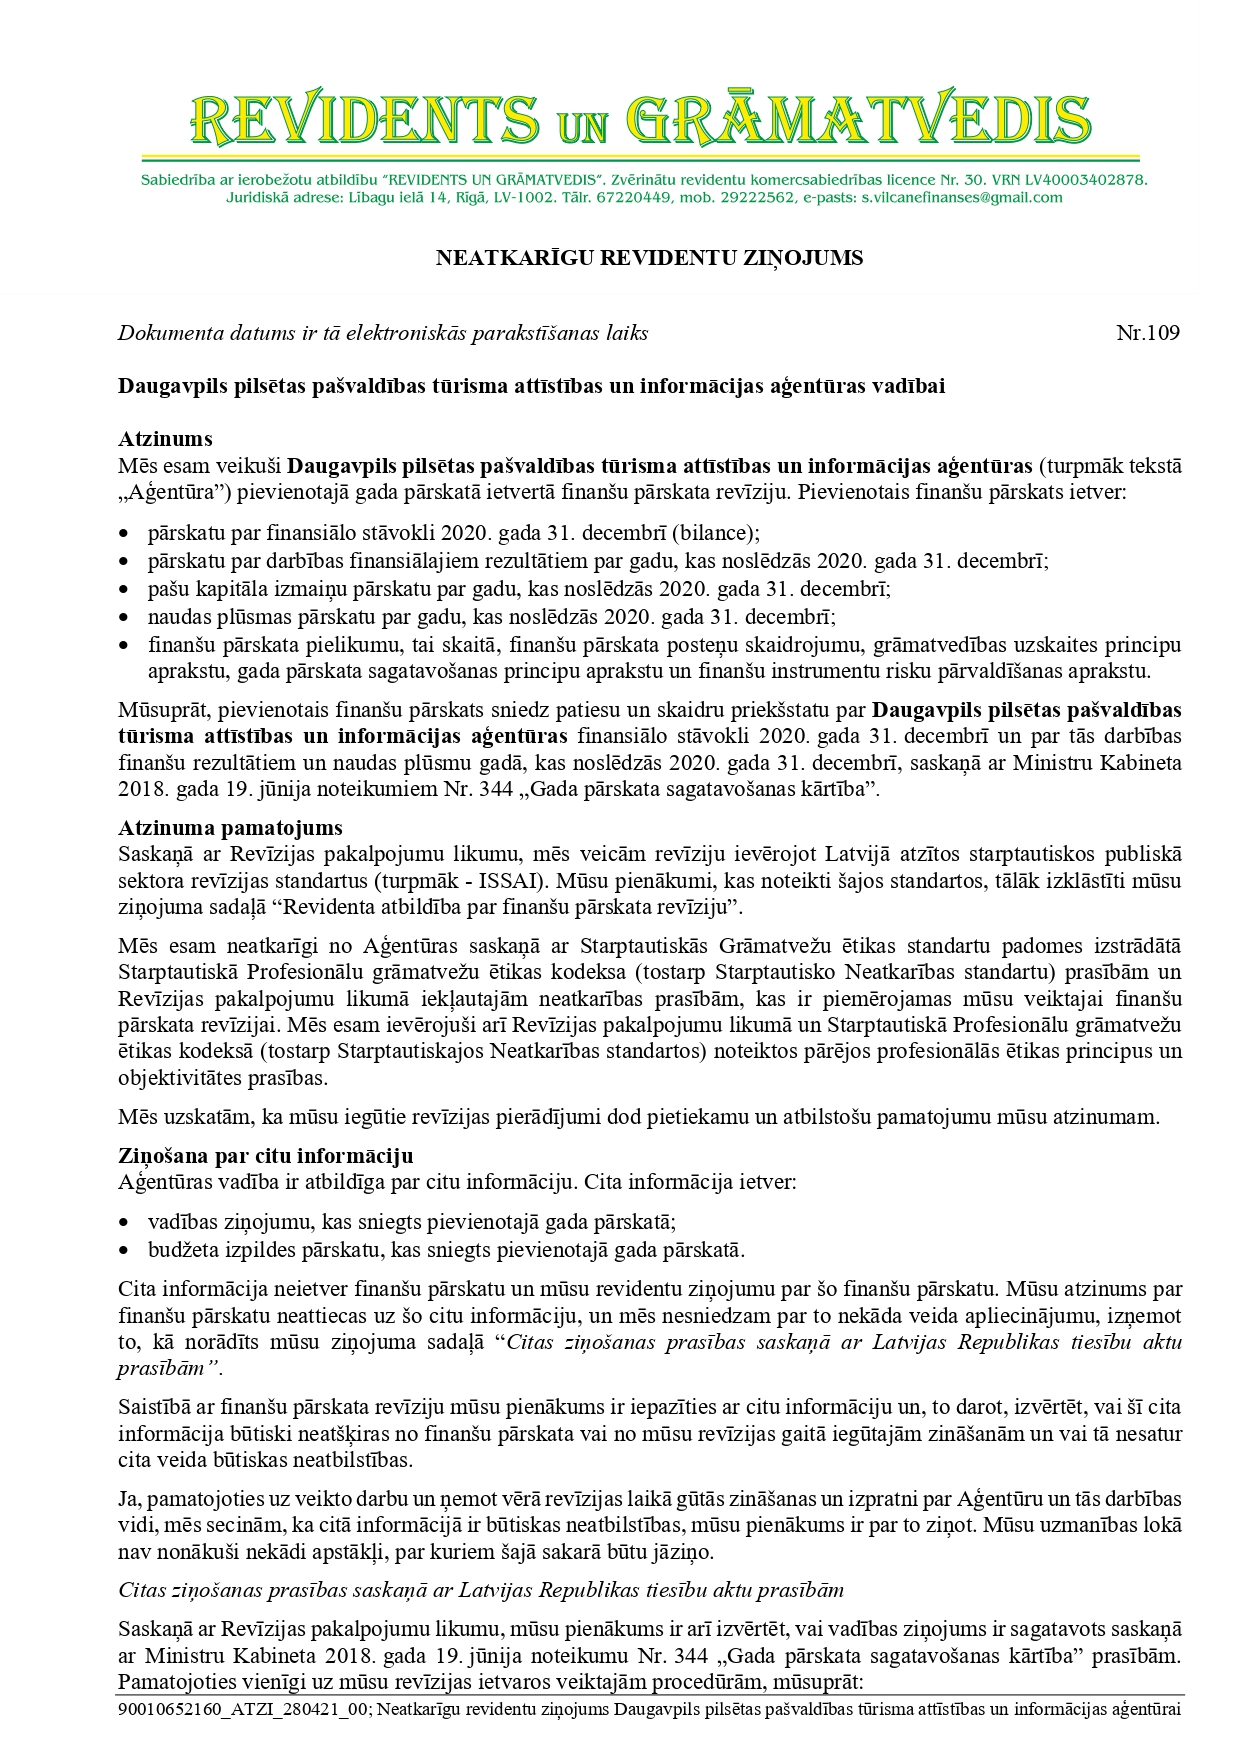 REVIDENTS UN GRĀMATVEDIS
Sabiedrība ar ierobežotu atbildību “REVIDENTS UN GRĀMATVEDIS”. Zvērinātu revidentu komercsabiedrības licence Nr. 30. VRN LV40003402878.
Juridiskā adrese: Lībagu ielā 14, Rīgā, LV-1002. Tālr. 67220449, mob. 29222562, e-pasts: s.vilcanefinanses@gmail.com
NEATKARĪGU REVIDENTU ZIŅOJUMS
Dokumenta datums ir tā elektroniskās parakstīšanas laiks Nr.109
Daugavpils pilsētas pašvaldības tūrisma attīstības un informācijas aģentūras vadībai
Atzinums
Mēs esam veikuši Daugavpils pilsētas pašvaldības tūrisma attīstības un informācijas aģentūras (turpmāk tekstā
„Aģentūra”) pievienotajā gada pārskatā ietvertā finanšu pārskata revīziju. Pievienotais finanšu pārskats ietver:
• pārskatu par finansiālo stāvokli 2020. gada 31. decembrī (bilance);
• pārskatu par darbības finansiālajiem rezultātiem par gadu, kas noslēdzās 2020. gada 31. decembrī;
• pašu kapitāla izmaiņu pārskatu par gadu, kas noslēdzās 2020. gada 31. decembrī;
• naudas plūsmas pārskatu par gadu, kas noslēdzās 2020. gada 31. decembrī;
• finanšu pārskata pielikumu, tai skaitā, finanšu pārskata posteņu skaidrojumu, grāmatvedības uzskaites principu
aprakstu, gada pārskata sagatavošanas principu aprakstu un finanšu instrumentu risku pārvaldīšanas aprakstu.
Mūsuprāt, pievienotais finanšu pārskats sniedz patiesu un skaidru priekšstatu par Daugavpils pilsētas pašvaldības
tūrisma attīstības un informācijas aģentūras finansiālo stāvokli 2020. gada 31. decembrī un par tās darbības
finanšu rezultātiem un naudas plūsmu gadā, kas noslēdzās 2020. gada 31. decembrī, saskaņā ar Ministru Kabineta
2018. gada 19. jūnija noteikumiem Nr. 344 „Gada pārskata sagatavošanas kārtība”.
Atzinuma pamatojums
Saskaņā ar Revīzijas pakalpojumu likumu, mēs veicām revīziju ievērojot Latvijā atzītos starptautiskos publiskā
sektora revīzijas standartus (turpmāk - ISSAI). Mūsu pienākumi, kas noteikti šajos standartos, tālāk izklāstīti mūsu
ziņojuma sadaļā “Revidenta atbildība par finanšu pārskata revīziju”.
Mēs esam neatkarīgi no Aģentūras saskaņā ar Starptautiskās Grāmatvežu ētikas standartu padomes izstrādātā
Starptautiskā Profesionālu grāmatvežu ētikas kodeksa (tostarp Starptautisko Neatkarības standartu) prasībām un
Revīzijas pakalpojumu likumā iekļautajām neatkarības prasībām, kas ir piemērojamas mūsu veiktajai finanšu
pārskata revīzijai. Mēs esam ievērojuši arī Revīzijas pakalpojumu likumā un Starptautiskā Profesionālu grāmatvežu
ētikas kodeksā (tostarp Starptautiskajos Neatkarības standartos) noteiktos pārējos profesionālās ētikas principus un
objektivitātes prasības.
Mēs uzskatām, ka mūsu iegūtie revīzijas pierādījumi dod pietiekamu un atbilstošu pamatojumu mūsu atzinumam.
Ziņošana par citu informāciju
Aģentūras vadība ir atbildīga par citu informāciju. Cita informācija ietver:
• vadības ziņojumu, kas sniegts pievienotajā gada pārskatā;
• budžeta izpildes pārskatu, kas sniegts pievienotajā gada pārskatā.
Cita informācija neietver finanšu pārskatu un mūsu revidentu ziņojumu par šo finanšu pārskatu. Mūsu atzinums par
finanšu pārskatu neattiecas uz šo citu informāciju, un mēs nesniedzam par to nekāda veida apliecinājumu, izņemot
to, kā norādīts mūsu ziņojuma sadaļā “Citas ziņošanas prasības saskaņā ar Latvijas Republikas tiesību aktu
prasībām”.
Saistībā ar finanšu pārskata revīziju mūsu pienākums ir iepazīties ar citu informāciju un, to darot, izvērtēt, vai šī cita
informācija būtiski neatšķiras no finanšu pārskata vai no mūsu revīzijas gaitā iegūtajām zināšanām un vai tā nesatur
cita veida būtiskas neatbilstības.
Ja, pamatojoties uz veikto darbu un ņemot vērā revīzijas laikā gūtās zināšanas un izpratni par Aģentūru un tās darbības
vidi, mēs secinām, ka citā informācijā ir būtiskas neatbilstības, mūsu pienākums ir par to ziņot. Mūsu uzmanības lokā
nav nonākuši nekādi apstākļi, par kuriem šajā sakarā būtu jāziņo.
Citas ziņošanas prasības saskaņā ar Latvijas Republikas tiesību aktu prasībām
Saskaņā ar Revīzijas pakalpojumu likumu, mūsu pienākums ir arī izvērtēt, vai vadības ziņojums ir sagatavots saskaņā
ar Ministru Kabineta 2018. gada 19. jūnija noteikumu Nr. 344 „Gada pārskata sagatavošanas kārtība” prasībām.
Pamatojoties vienīgi uz mūsu revīzijas ietvaros veiktajām procedūrām, mūsuprāt:
90010652160_ATZI_280421_00; Neatkarīgu revidentu ziņojums Daugavpils pilsētas pašvaldības tūrisma attīstības un informācijas aģentūrai